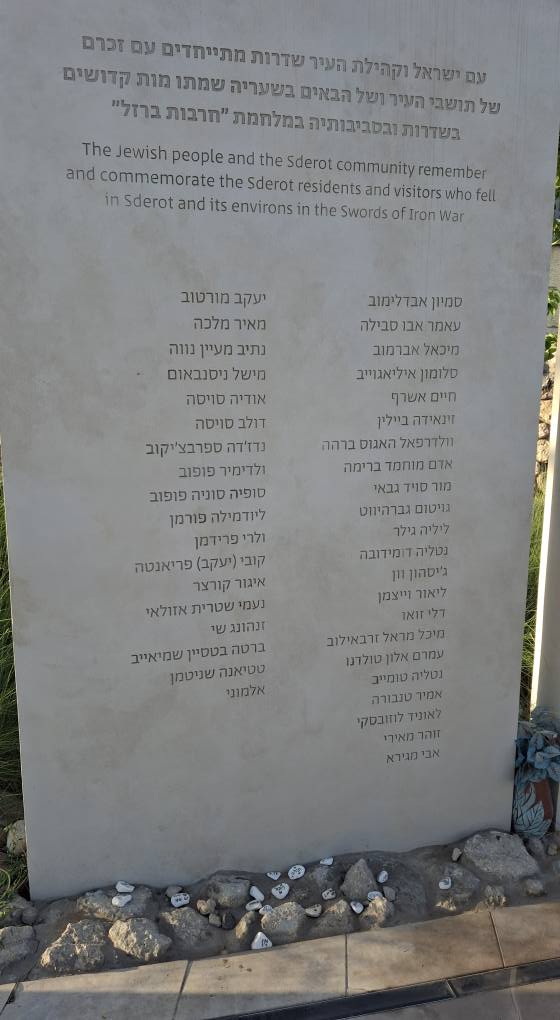 עם ישראל וקהילת העיר שדרות מתייחדים עם זכרם
של תושבי העיר ושל הבאים בשעריה שמתו מות קדושים
בשדרות ובסביבותיה במלחמת "חרבות ברזל"
The Jewish people and the Sderot community remember
and commemorate the Sderot residents and visitors who fell
in Sderot and its environs in the Swords of Iron War
סמיון אבדלימוב
עאמר אבו סבילה
מיכאל אברמוב
סלומון איליאגוייב
חיים אשרף
זינאידה ביילין
וולדרפאל האגוס ברהה
אדם מוחמד ברימה
מור סויד גבאי
גויטום גברהיווט
ליליה גילר
נטליה דומידובה
ג'יסהון וון
ליאור וייצמן
דלי זואו
מיכל מראל זרבאילוב
עמרם אלון טולדנו
נטליה טומייב
אמיר טנבורה
לאוניד לוזובסקי
זוהר מאירי
אבי מגירא
יעקב מורטוב
מאיר מלכה
נתיב מעיין נווה
מישל ניסנבאום
אודיה סויסה
דולב סויסה
נדז'דה ספרבצ'יקוב
ולדימיר פופוב
סופיה סוניה פופוב
ליודמילה פורמן
ולרי פרידמן
קובי (יעקב) פריאנטה
איגור קורצר
נעמי שטרית אזולאי
זנהונג שי
ברטה בטסיין שמיאייב
טטיאנה שניטמן
אלמוני